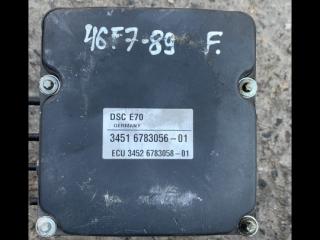 46F7-89 F.
DSC E70
GERMANY
3451 6783056-01
ECU 3452 6783058-01